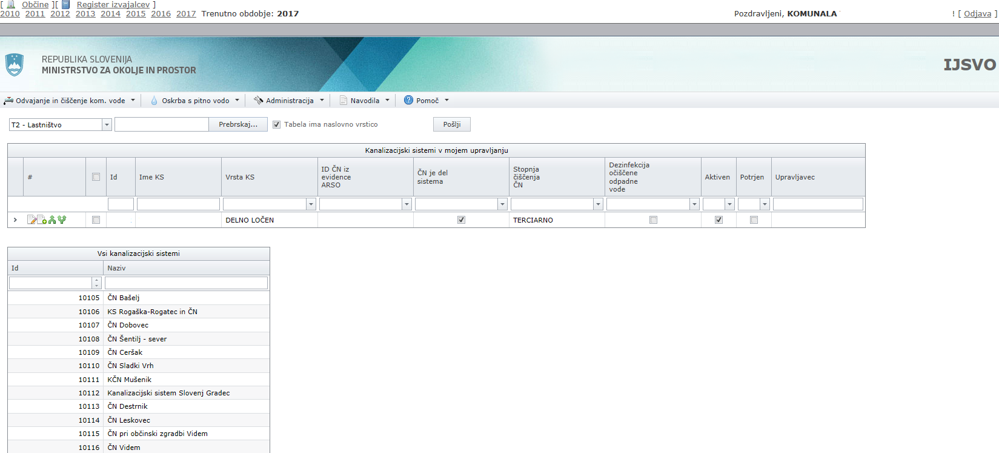 [ Občine ][ Register izvajalcev ]
2010 2011 2012 2013 2014 2015 2016 2017 Trenutno obdobje: 2017 Pozdravljeni, KOMUNALA ! [ Odjava ]
REPUBLIKA SLOVENIJA
MINISTRSTVO ZA OKOLJE IN PROSTOR
IJSVO
Odvajanje in čiščenje kom. vode Oskrba s pitno vodo Administracija Navodila Pomoč
T2 - Lastništvo Prebrskaj... Tabela ima naslovno vrstico Pošlji
Kanalizacijski sistemi v mojem upravljanju
# Id Ime KS Vrsta KS ID ČN iz evidence ARSO ČN je del sistema Stopnja čiščenja ČN Dezinfekcija očiščene odpadne vode Aktiven Potrjen Upravljavec
DELNO LOČEN TERCIARNO
Vsi kanalizacijski sistemi
Id Naziv
10105 ČN Bašelj
10106 KS Rogaška-Rogatec in ČN
10107 ČN Dobovec
10108 ČN Šentilj - sever
10109 ČN Ceršak
10110 ČN Sladki Vrh
10111 KČN Mušenik
10112 Kanalizacijski sistem Slovenj Gradec
10113 ČN Destrnik
10114 ČN Leskovec
10115 ČN pri občinski zgradbi Videm
10116 ČN Videm